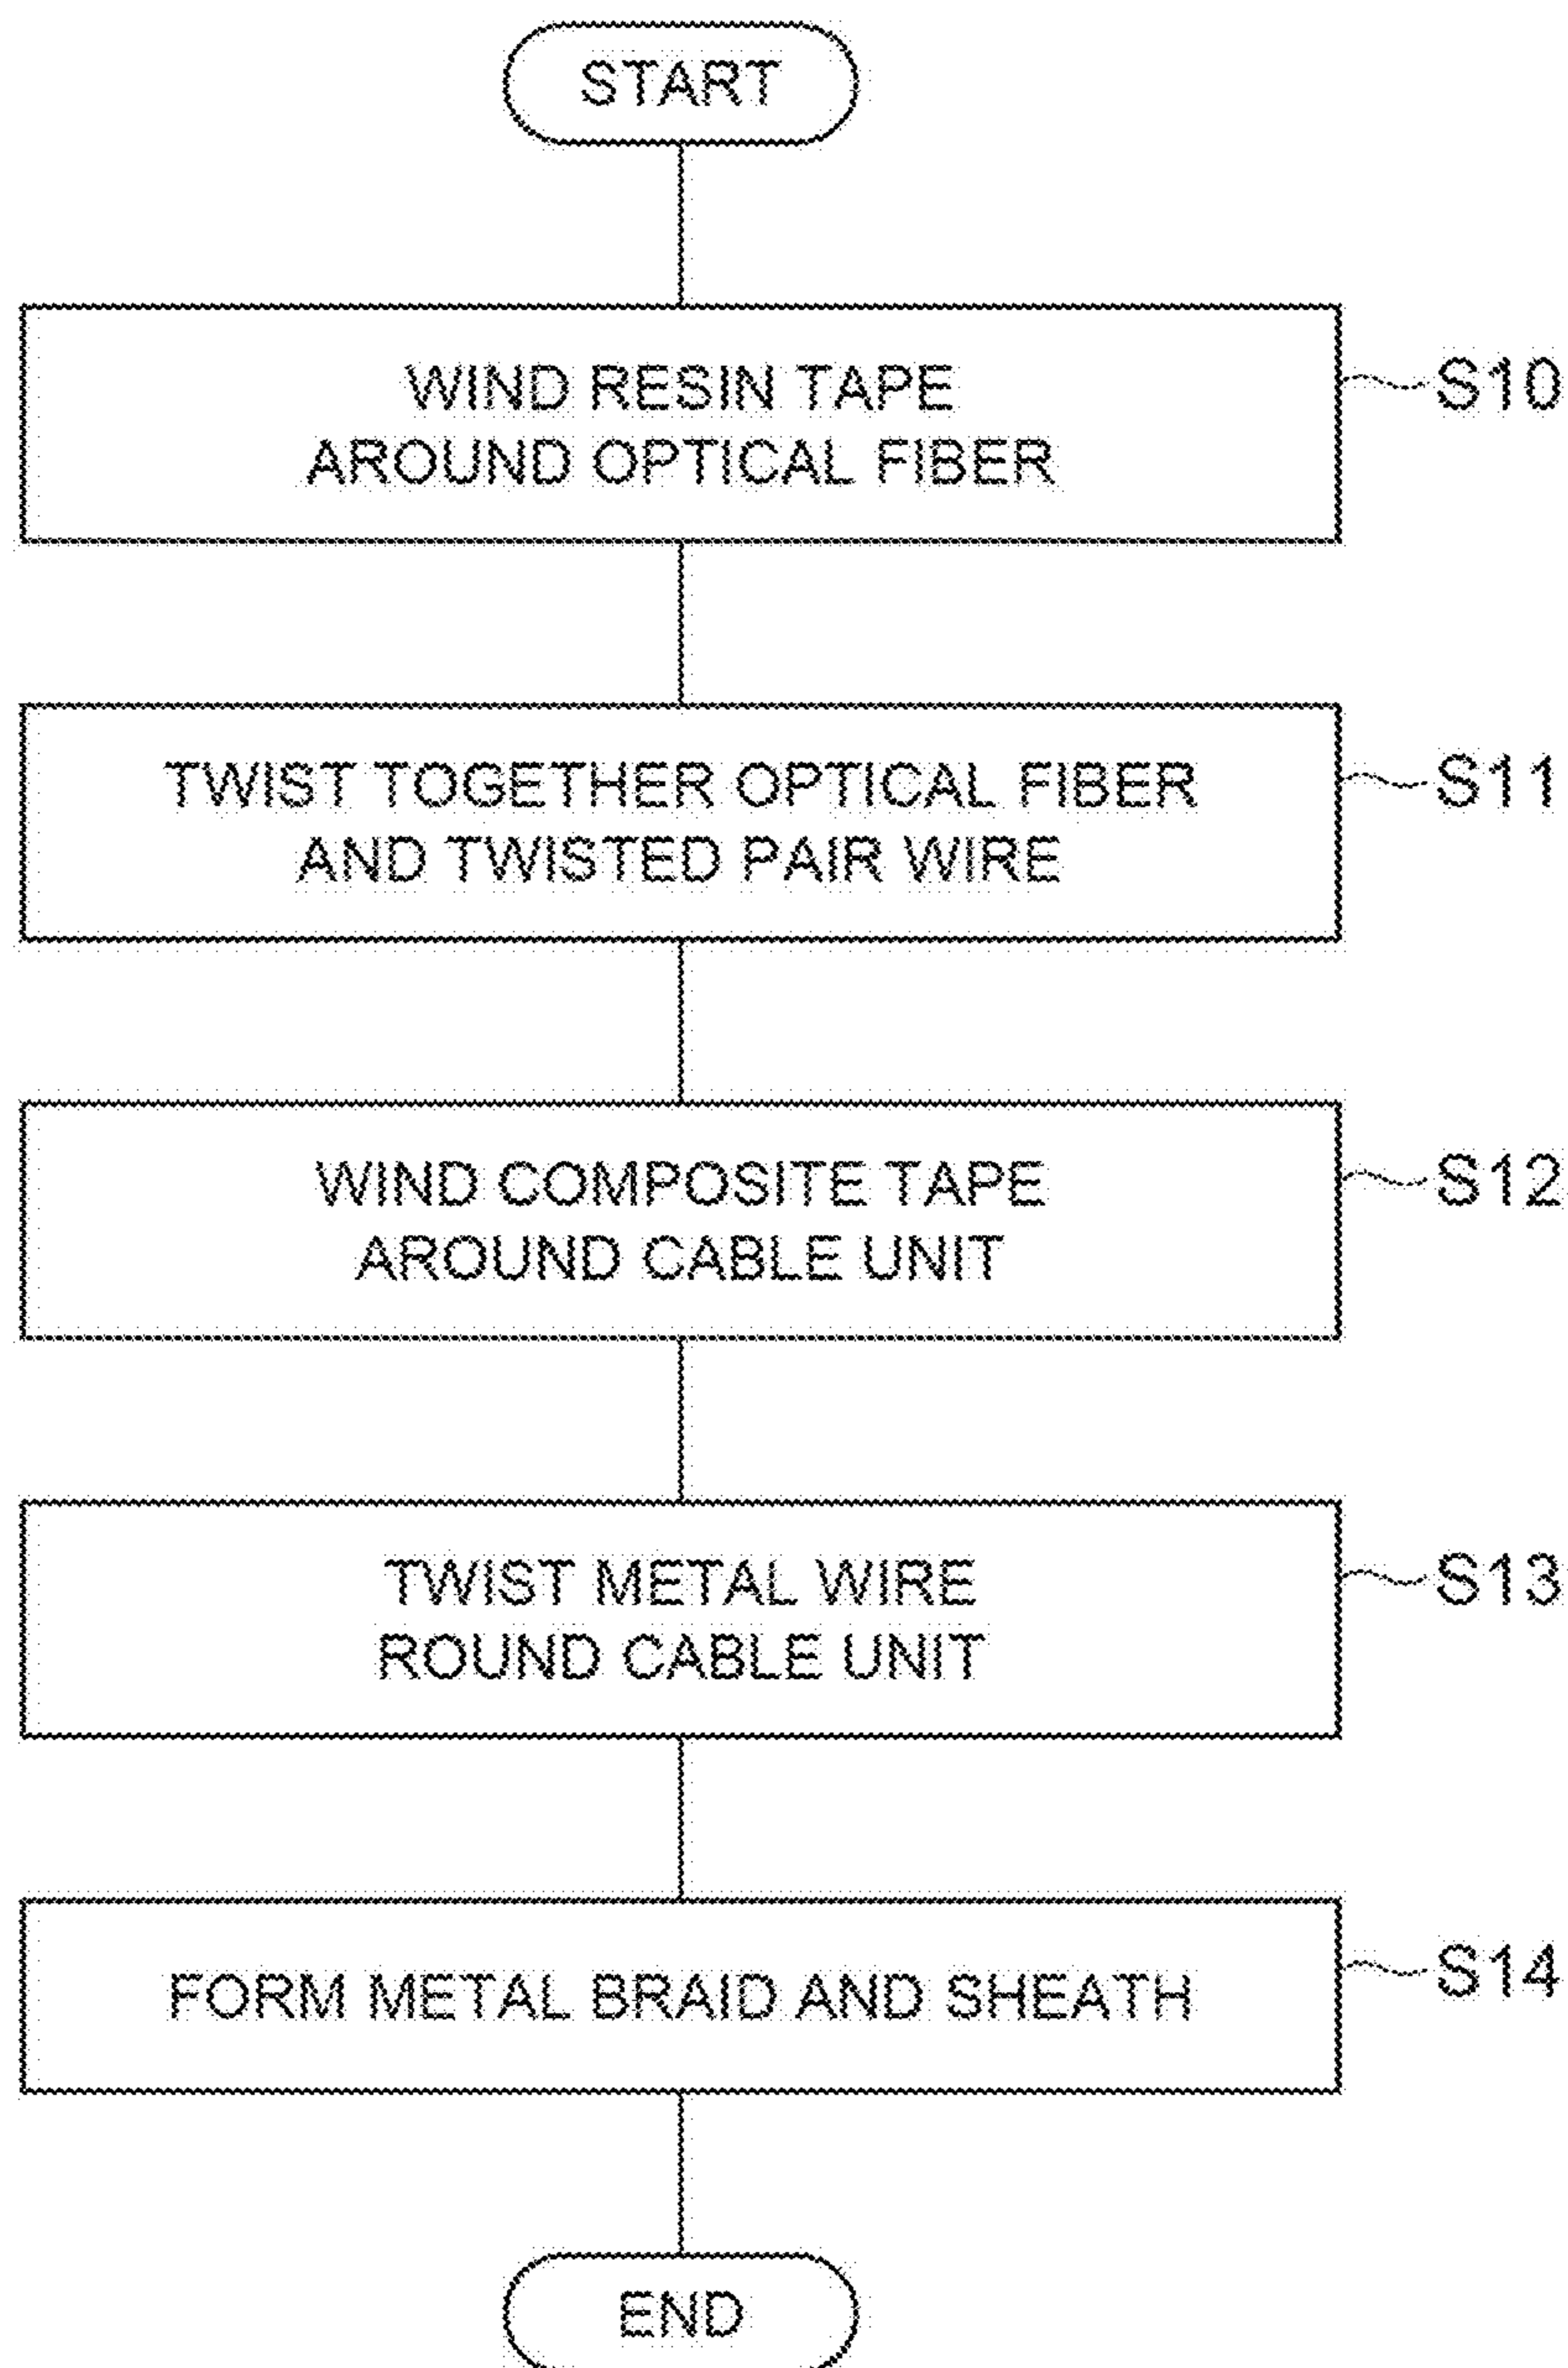 START
WIND RESIN TAPE
AROUND OPTICAL FIBER
S10
TWIST TOGETHER OPTICAL FIBER
AND TWISTED PAIR WIRE
S11
WIND COMPOSITE TAPE
AROUND CABLE UNIT
S12
TWIST METAL WIRE
ROUND CABLE UNIT
S13
FORM METAL BRAID AND SHEATH
S14
END